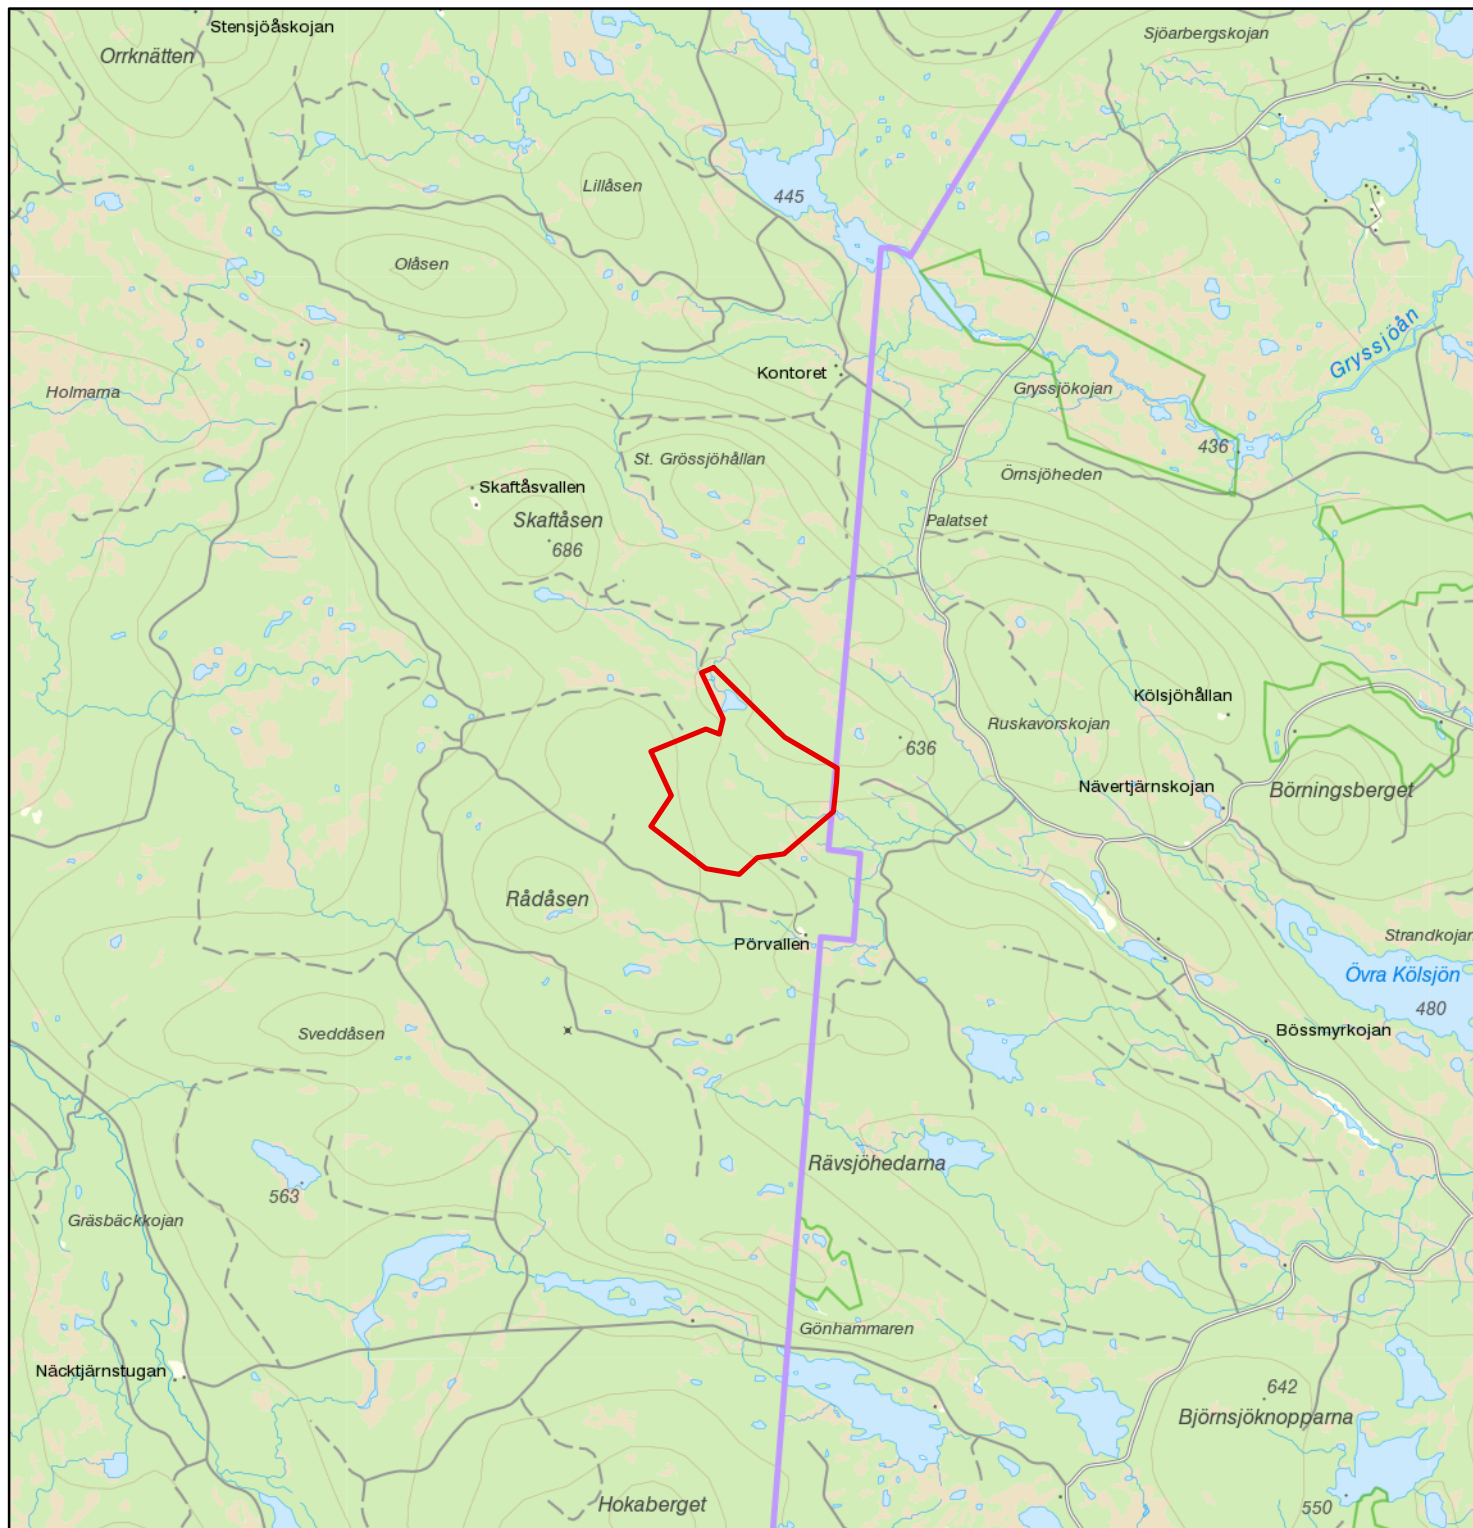 Stensjöåskojan
Sjöarbergskojan
Orrknätten
Lillåsen
445
Olåsen
Gryssjöån
Kontoret
Gryssjökojan
Holmarna
436
St. Grössjöhållan
Örnsjöheden
Skaftåsvallen
Skaftåsen
Palatset
686
Kölsjöhållan
Ruskavorskojan
636
Nävertjärnskojan
Börningsberget
Rådåsen
Pörvallen
Strandkojan
Övra Kölsjön
480
Sveddåsen
Bössmyrkojan
Rävsjöhedarna
563
Gräsbäckkojan
Gönhammaren
Näcktjärnstugan
642
Björnsjöknopparna
Hokaberget
550